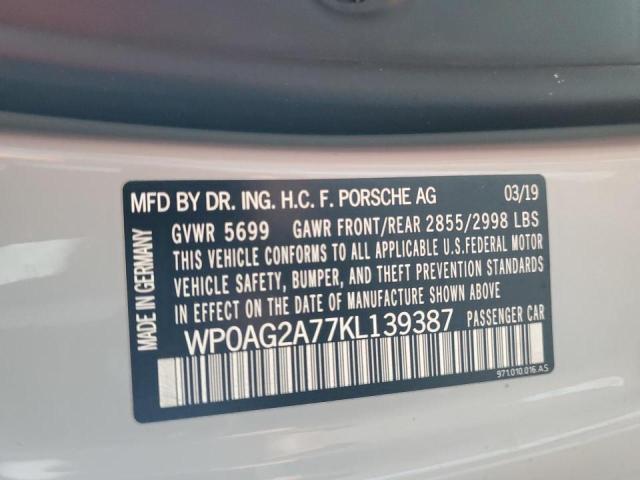 MFD BY DR. ING. H.C. F. PORSCHE AG 03/19
GVWR 5699 GAWR FRONT/REAR 2855/2998 LBS
THIS VEHICLE CONFORMS TO ALL APPLICABLE U.S.FEDERAL MOTOR
VEHICLE SAFETY, BUMPER, AND THEFT PREVENTION STANDARDS
IN EFFECT ON THE DATE OF MANUFACTURE SHOWN ABOVE.
WP0AG2A77KL139387 PASSENGER CAR
971.010.016.AS
MADE IN GERMANY